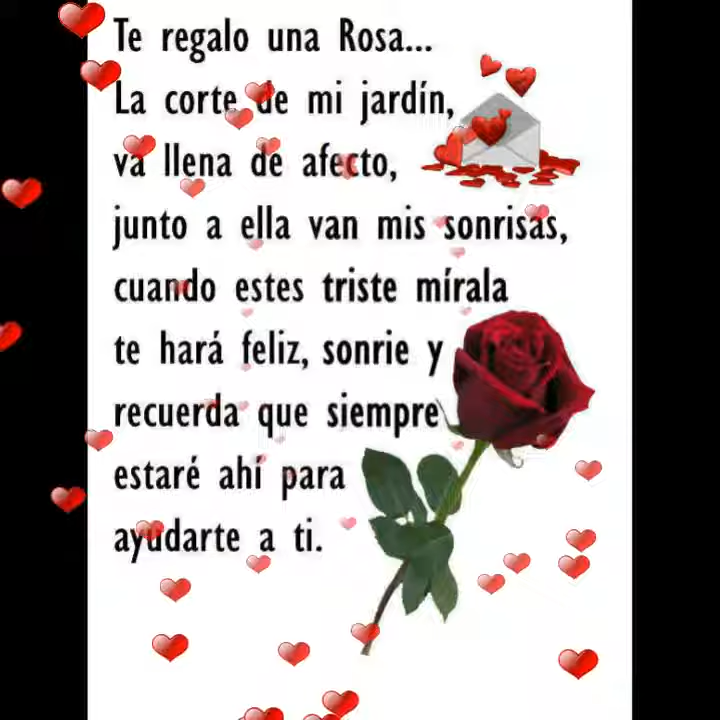 Te regalo una Rosa...
La corte de mi jardín,
va llena de afecto,
junto a ella van mis sonrisas,
cuando estes triste mírala
te hará feliz, sonrie y
recuerda que siempre
estaré ahí para
ayudarte a ti.